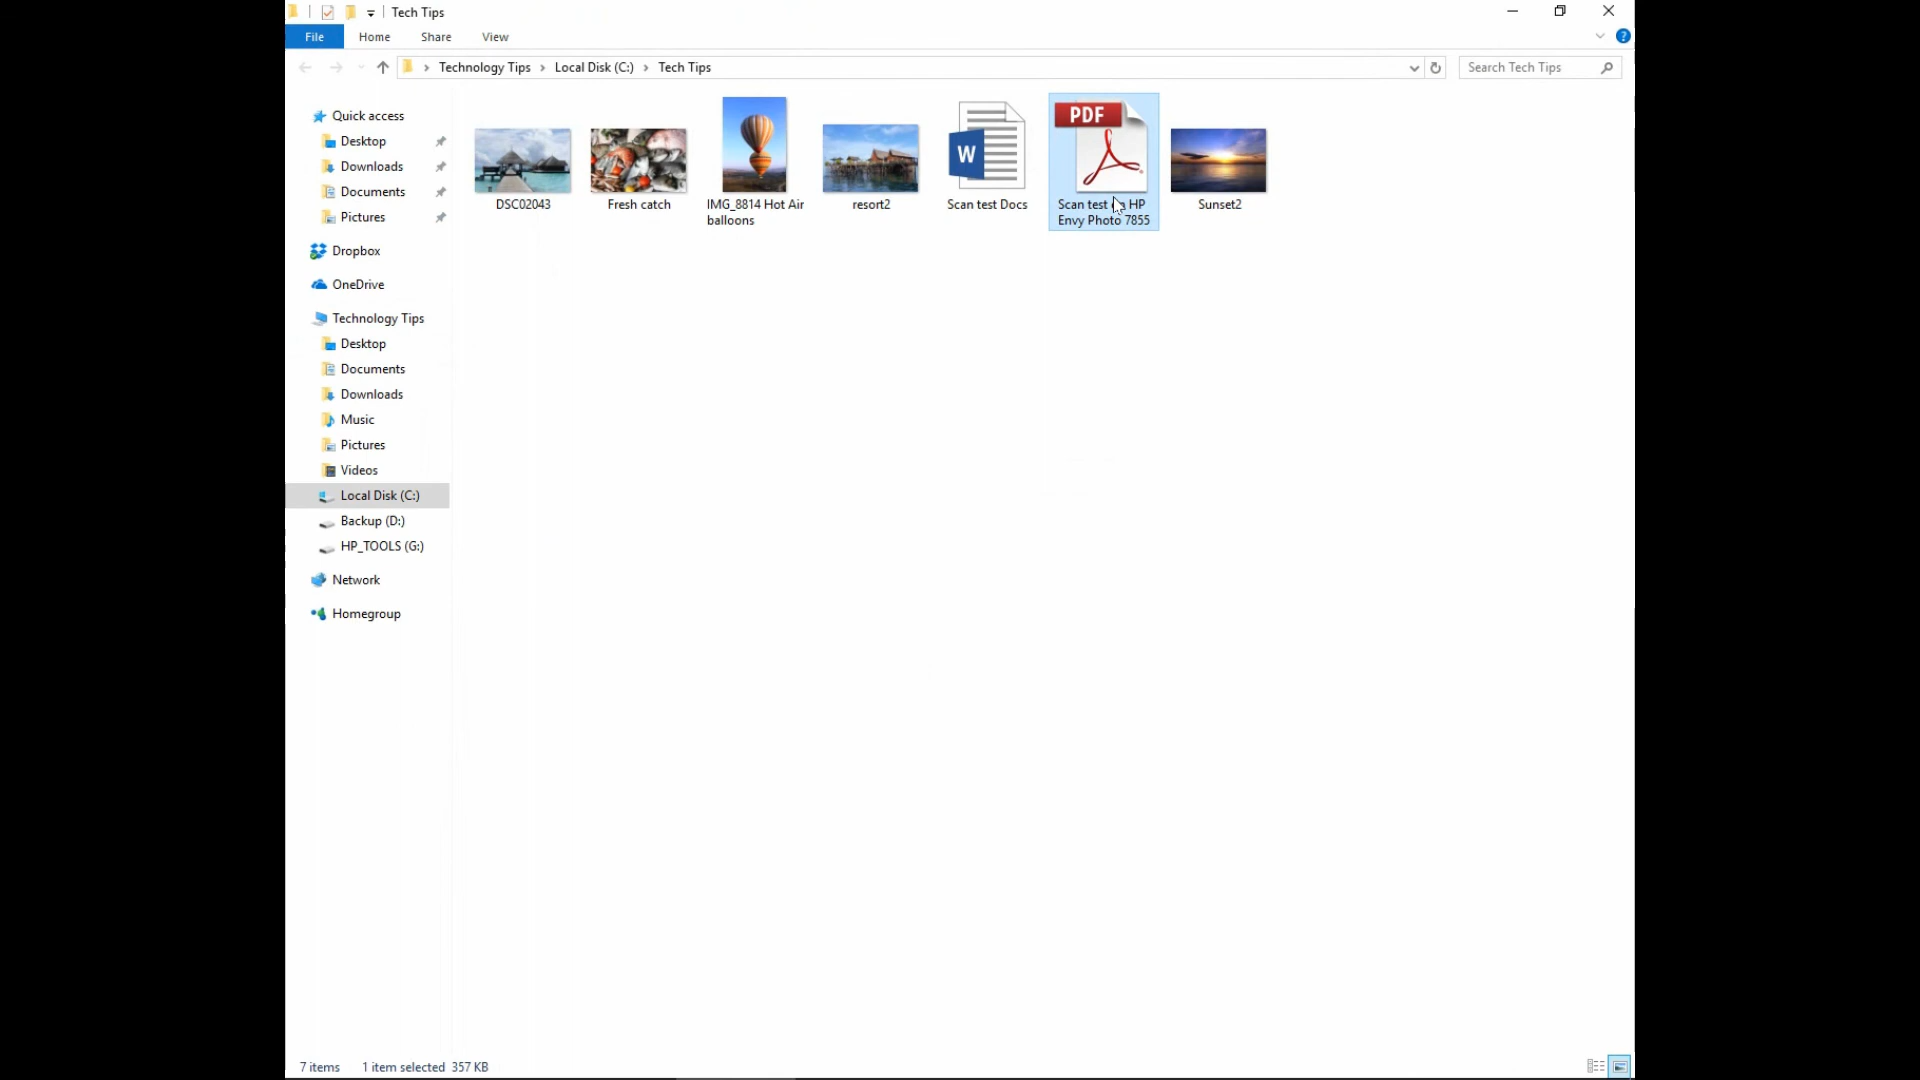 Tech Tips
File Home Share View
Technology Tips Local Disk (C:) Tech Tips
Search Tech Tips
Quick access
Desktop
Downloads
Documents
Pictures
Dropbox
OneDrive
Technology Tips
Desktop
Documents
Downloads
Music
Pictures
Videos
Local Disk (C:)
Backup (D:)
HP_TOOLS (G:)
Network
Homegroup
DSC02043
Fresh catch
IMG_8814 Hot Air
balloons
resort2
W
Scan test Docs
PDF
Scan test HP
Envy Photo 7855
Sunset2
7 items 1 item selected 357 KB